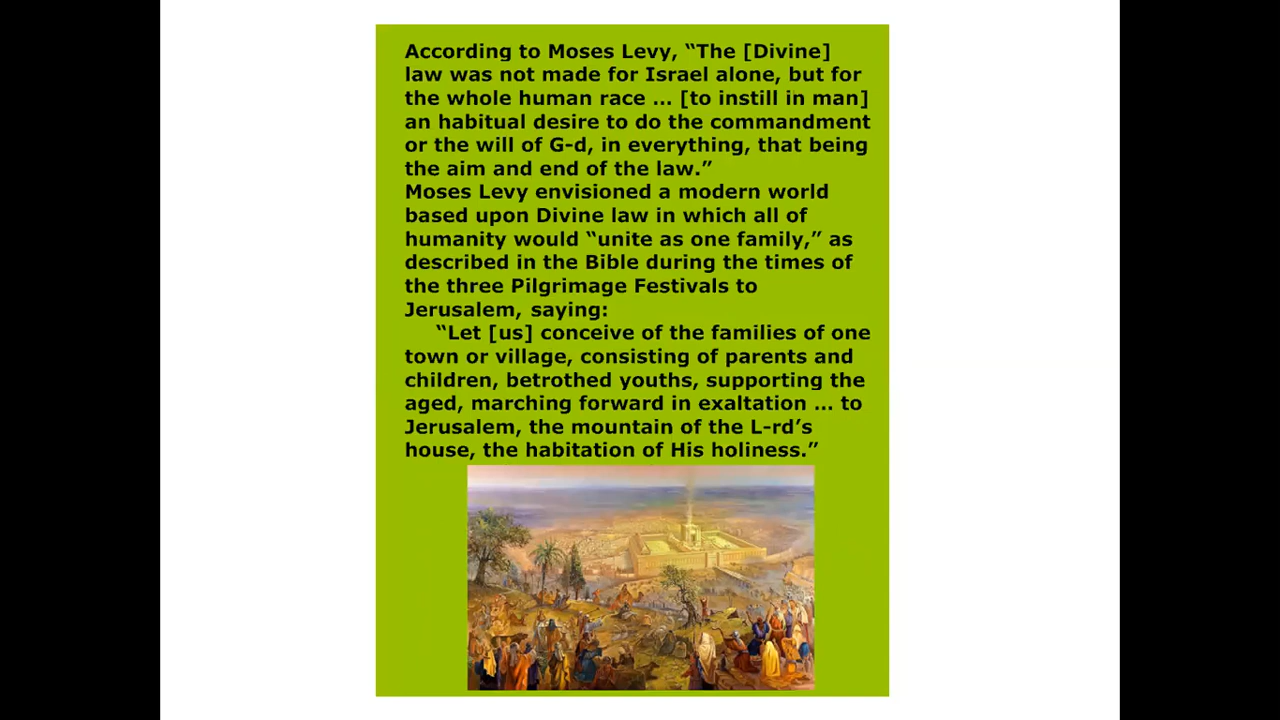 According to Moses Levy, “The [Divine]
law was not made for Israel alone, but for
the whole human race ... [to instill in man]
an habitual desire to do the commandment
or the will of G-d, in everything, that being
the aim and end of the law.”
Moses Levy envisioned a modern world
based upon Divine law in which all of
humanity would “unite as one family,” as
described in the Bible during the times of
the three Pilgrimage Festivals to
Jerusalem, saying:
“Let [us] conceive of the families of one
town or village, consisting of parents and
children, betrothed youths, supporting the
aged, marching forward in exaltation ... to
Jerusalem, the mountain of the L-rd’s
house, the habitation of His holiness.”